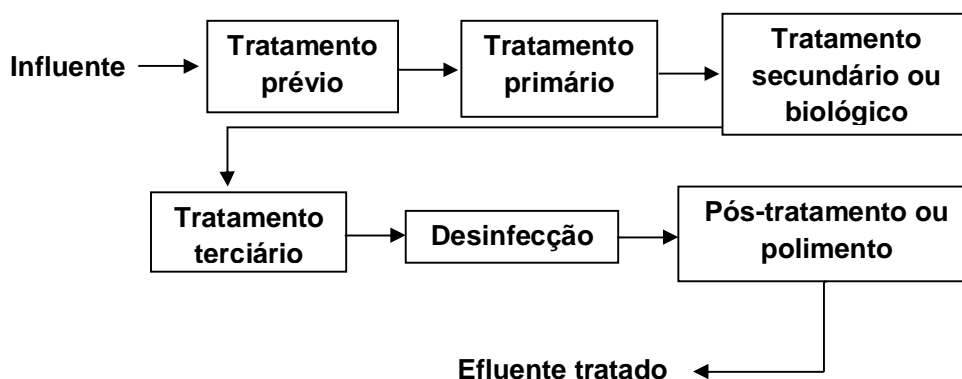 Influente
Tratamento
prévio
Tratamento
primário
Tratamento
secundário ou
biológico
Tratamento
terciário
Desinfecção
Pós-tratamento ou
polimento
Efluente tratado